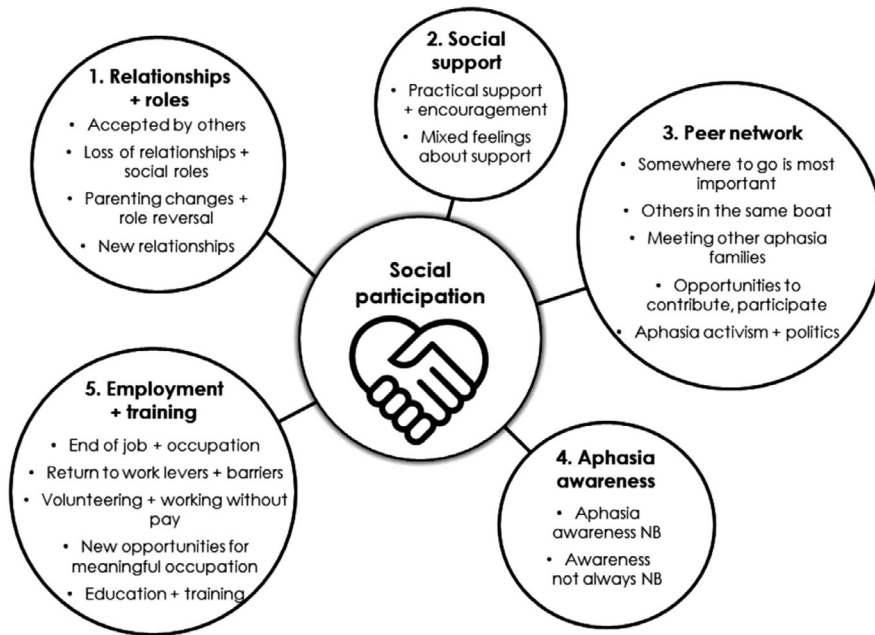 1. Relationships
+ roles
• Accepted by others
• Loss of relationships +
social roles
• Parenting changes +
role reversal
• New relationships
2. Social
support
• Practical support
+ encouragement
• Mixed feelings
about support
3. Peer network
• Somewhere to go is most
important
• Others in the same boat
• Meeting other aphasia
families
• Opportunities to
contribute, participate
• Aphasia activism + politics
Social
participation
4. Aphasia
awareness
• Aphasia
awareness NB
• Awareness
not always NB
5. Employment
+ training
• End of job + occupation
• Return to work levers + barriers
• Volunteering + working without
pay
• New opportunities for
meaningful occupation
• Education + training